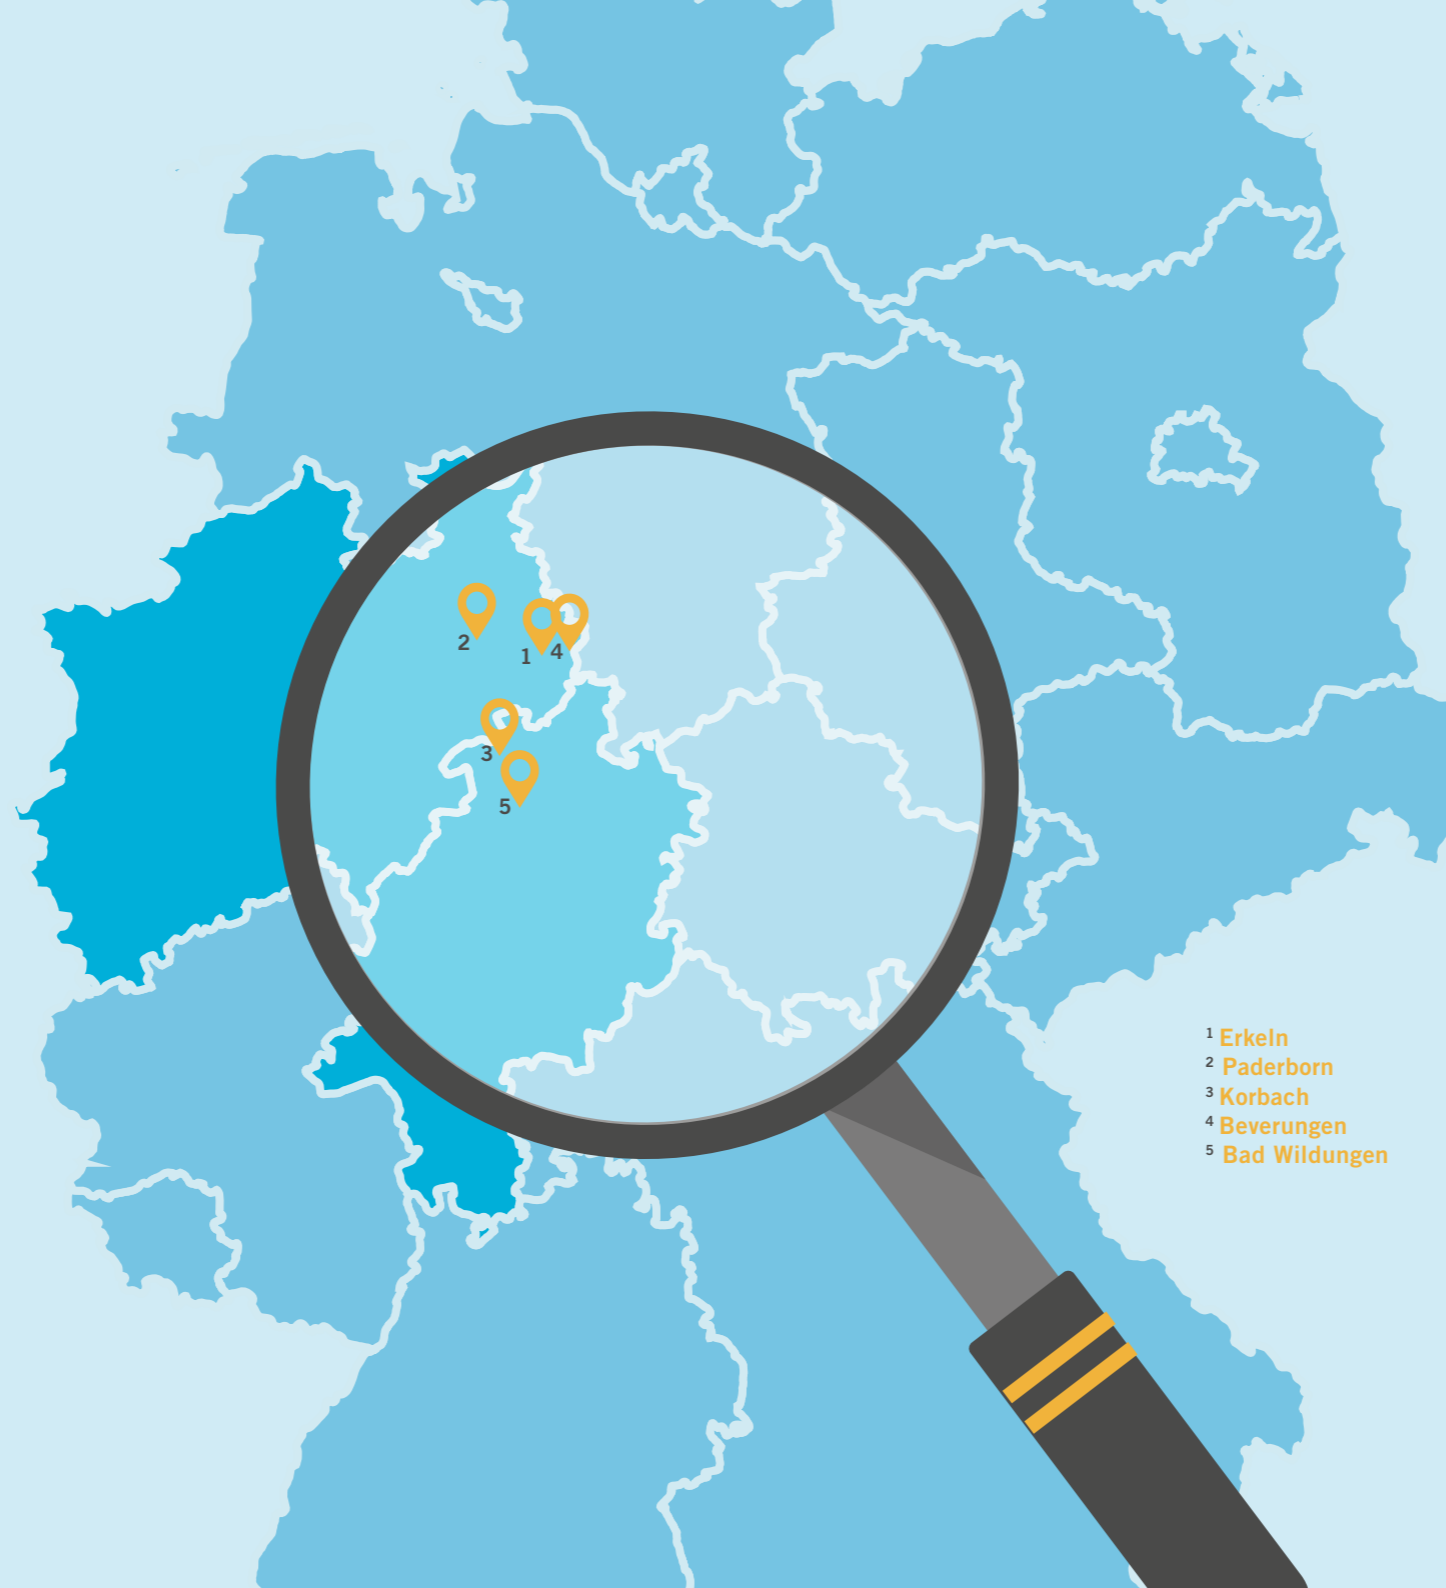 2
1
4
3
5
1 Erkeln
2 Paderborn
3 Korbach
4 Beverungen
5 Bad Wildungen